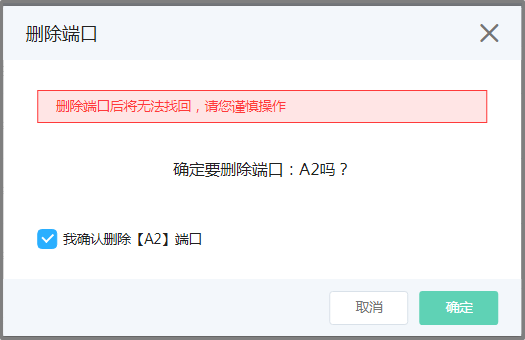 删除端口
删除端口后将无法找回，请您谨慎操作
确定要删除端口：A2吗？
我确认删除【A2】端口
取消
确定